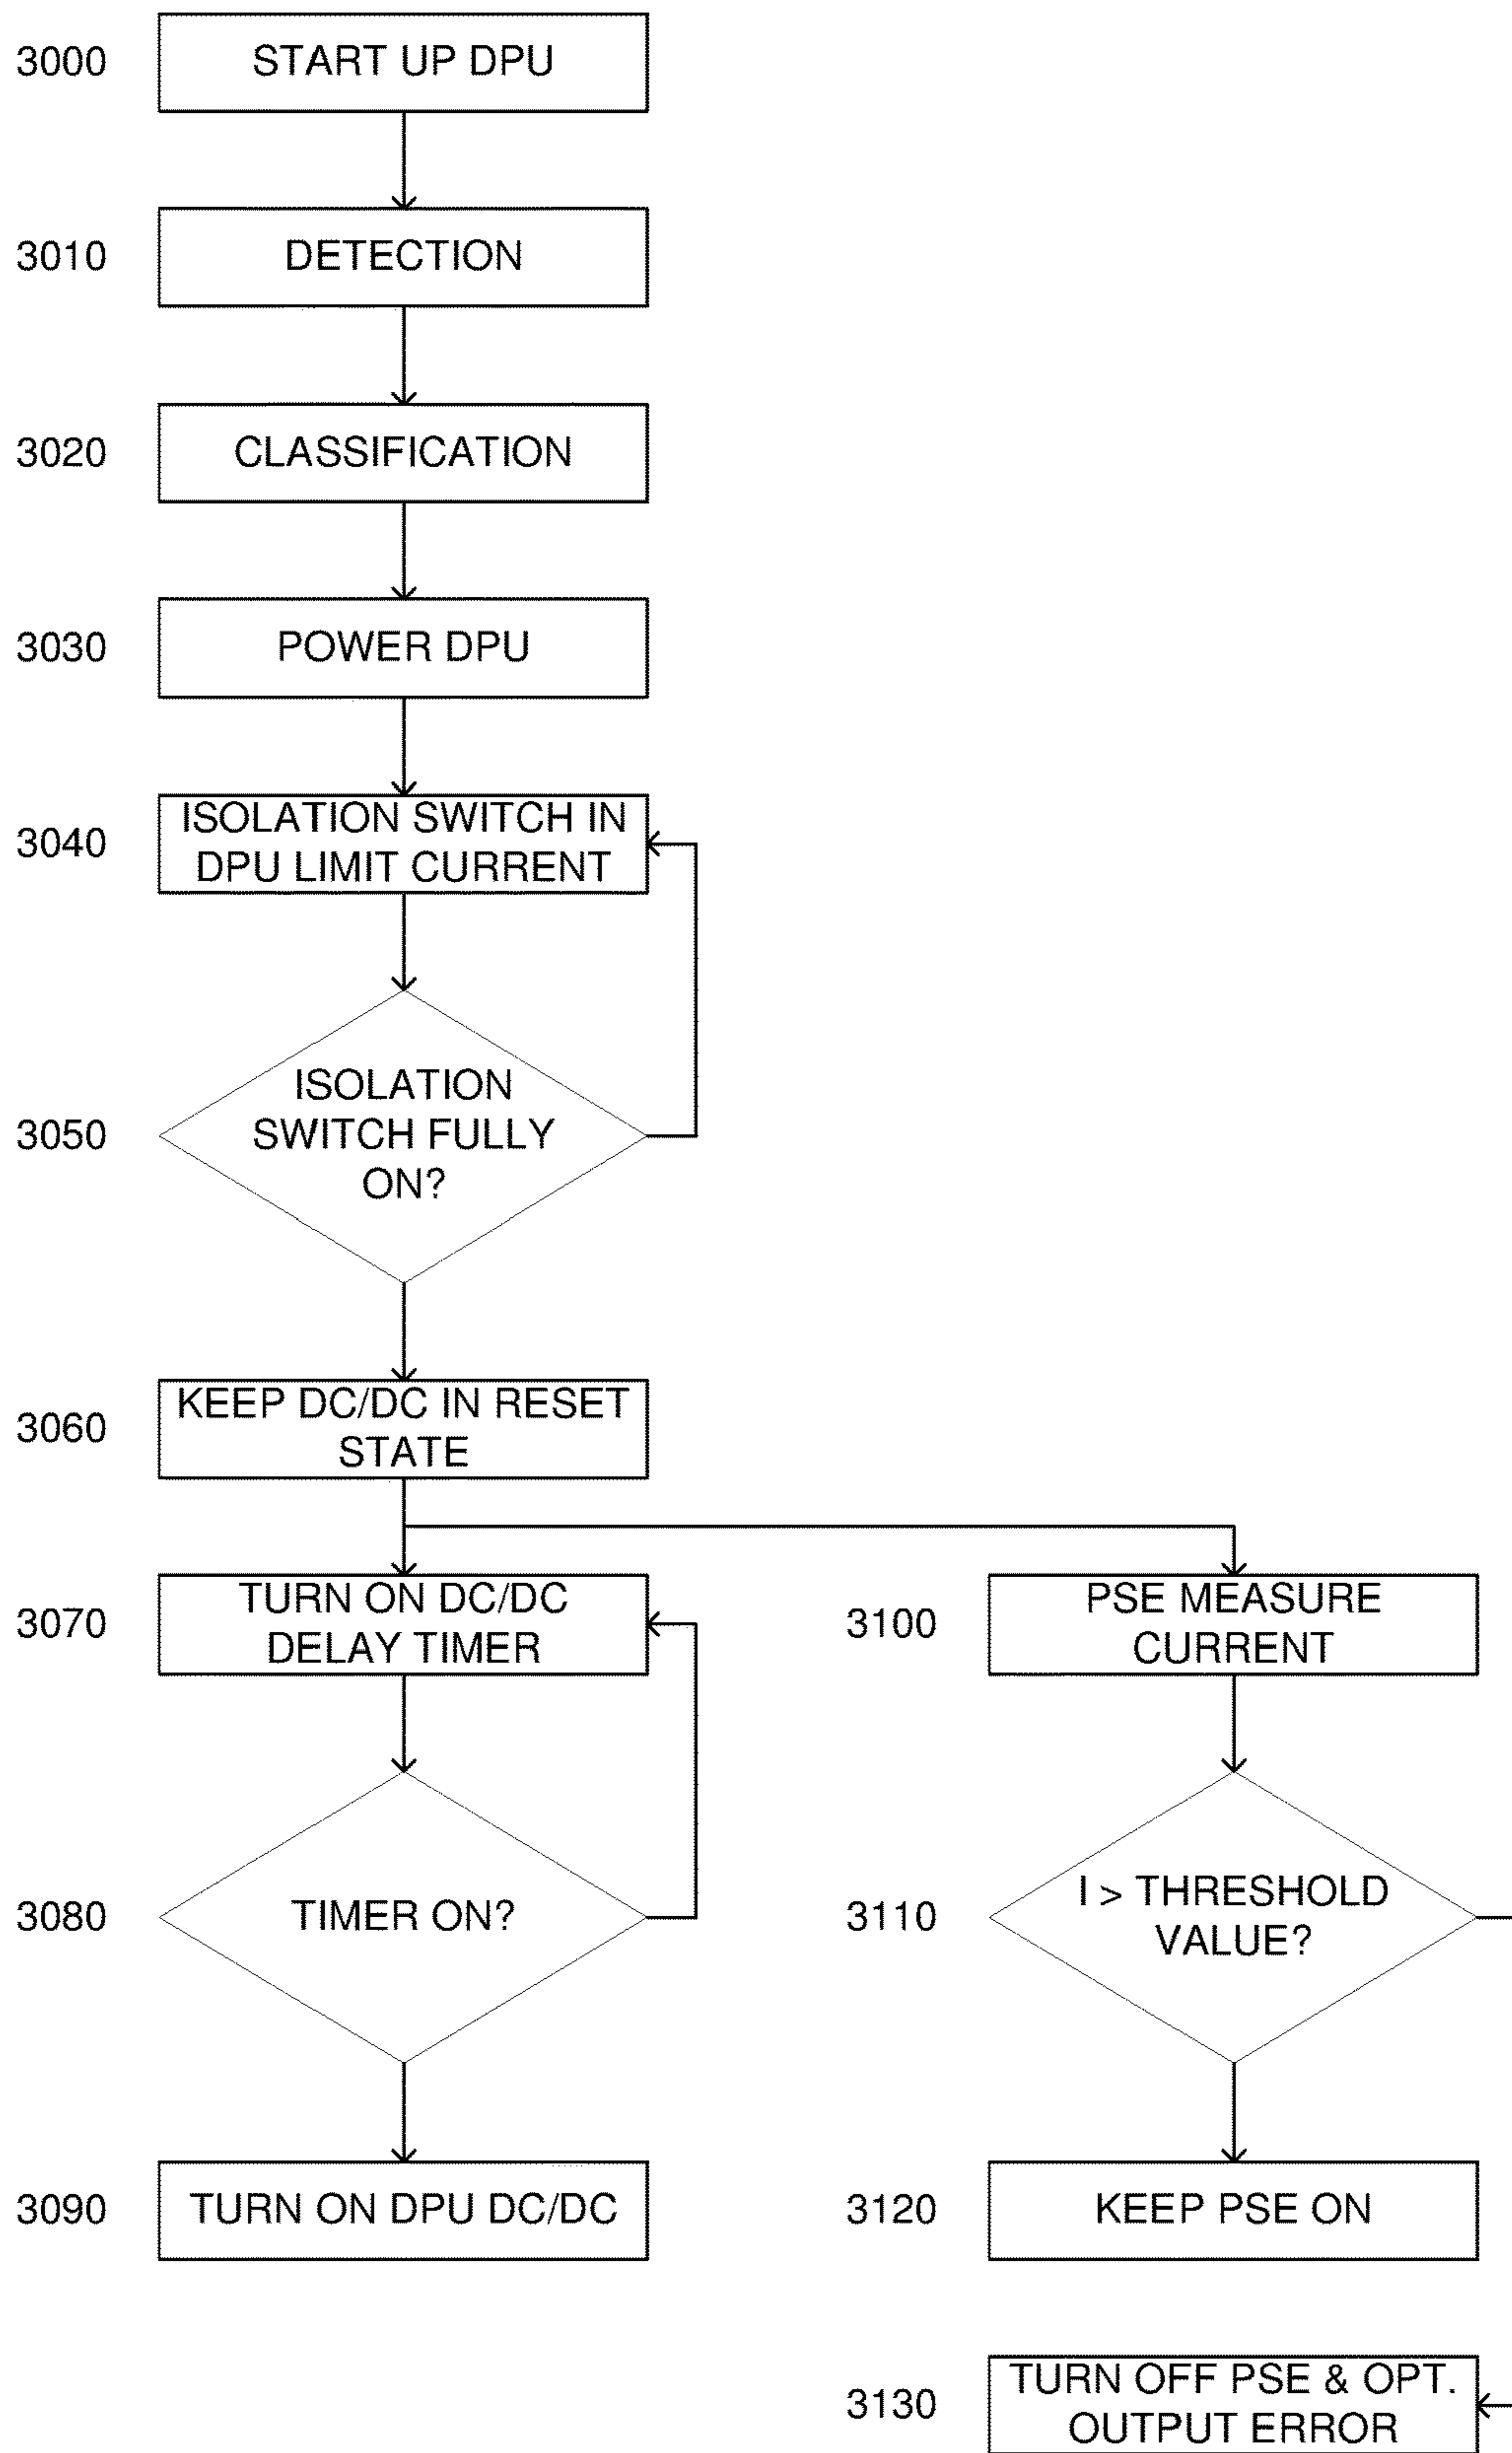 3000
START UP DPU
3010
DETECTION
3020
CLASSIFICATION
3030
POWER DPU
3040
ISOLATION SWITCH IN
DPU LIMIT CURRENT
3050
ISOLATION
SWITCH FULLY
ON?
3060
KEEP DC/DC IN RESET
STATE
3070
TURN ON DC/DC
DELAY TIMER
3100
PSE MEASURE
CURRENT
3080
TIMER ON?
3110
I > THRESHOLD
VALUE?
3090
TURN ON DPU DC/DC
3120
KEEP PSE ON
3130
TURN OFF PSE & OPT.
OUTPUT ERROR